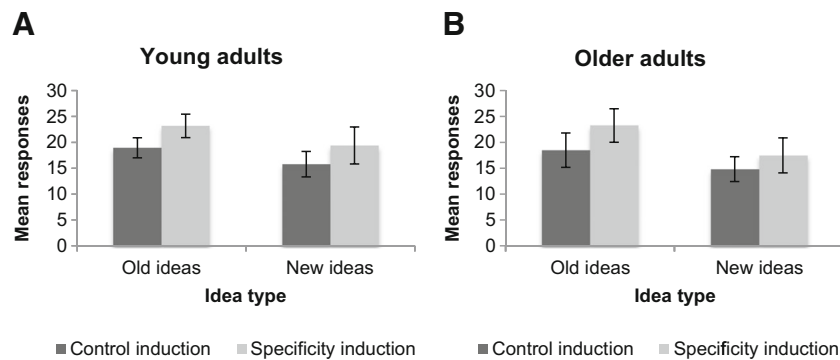 A
Young adults
30
25
20
15
10
5
0
Mean responses
Old ideas New ideas
Idea type
Control induction Specificity induction
B
Older adults
30
25
20
15
10
5
0
Mean responses
Old ideas New ideas
Idea type
Control induction Specificity induction